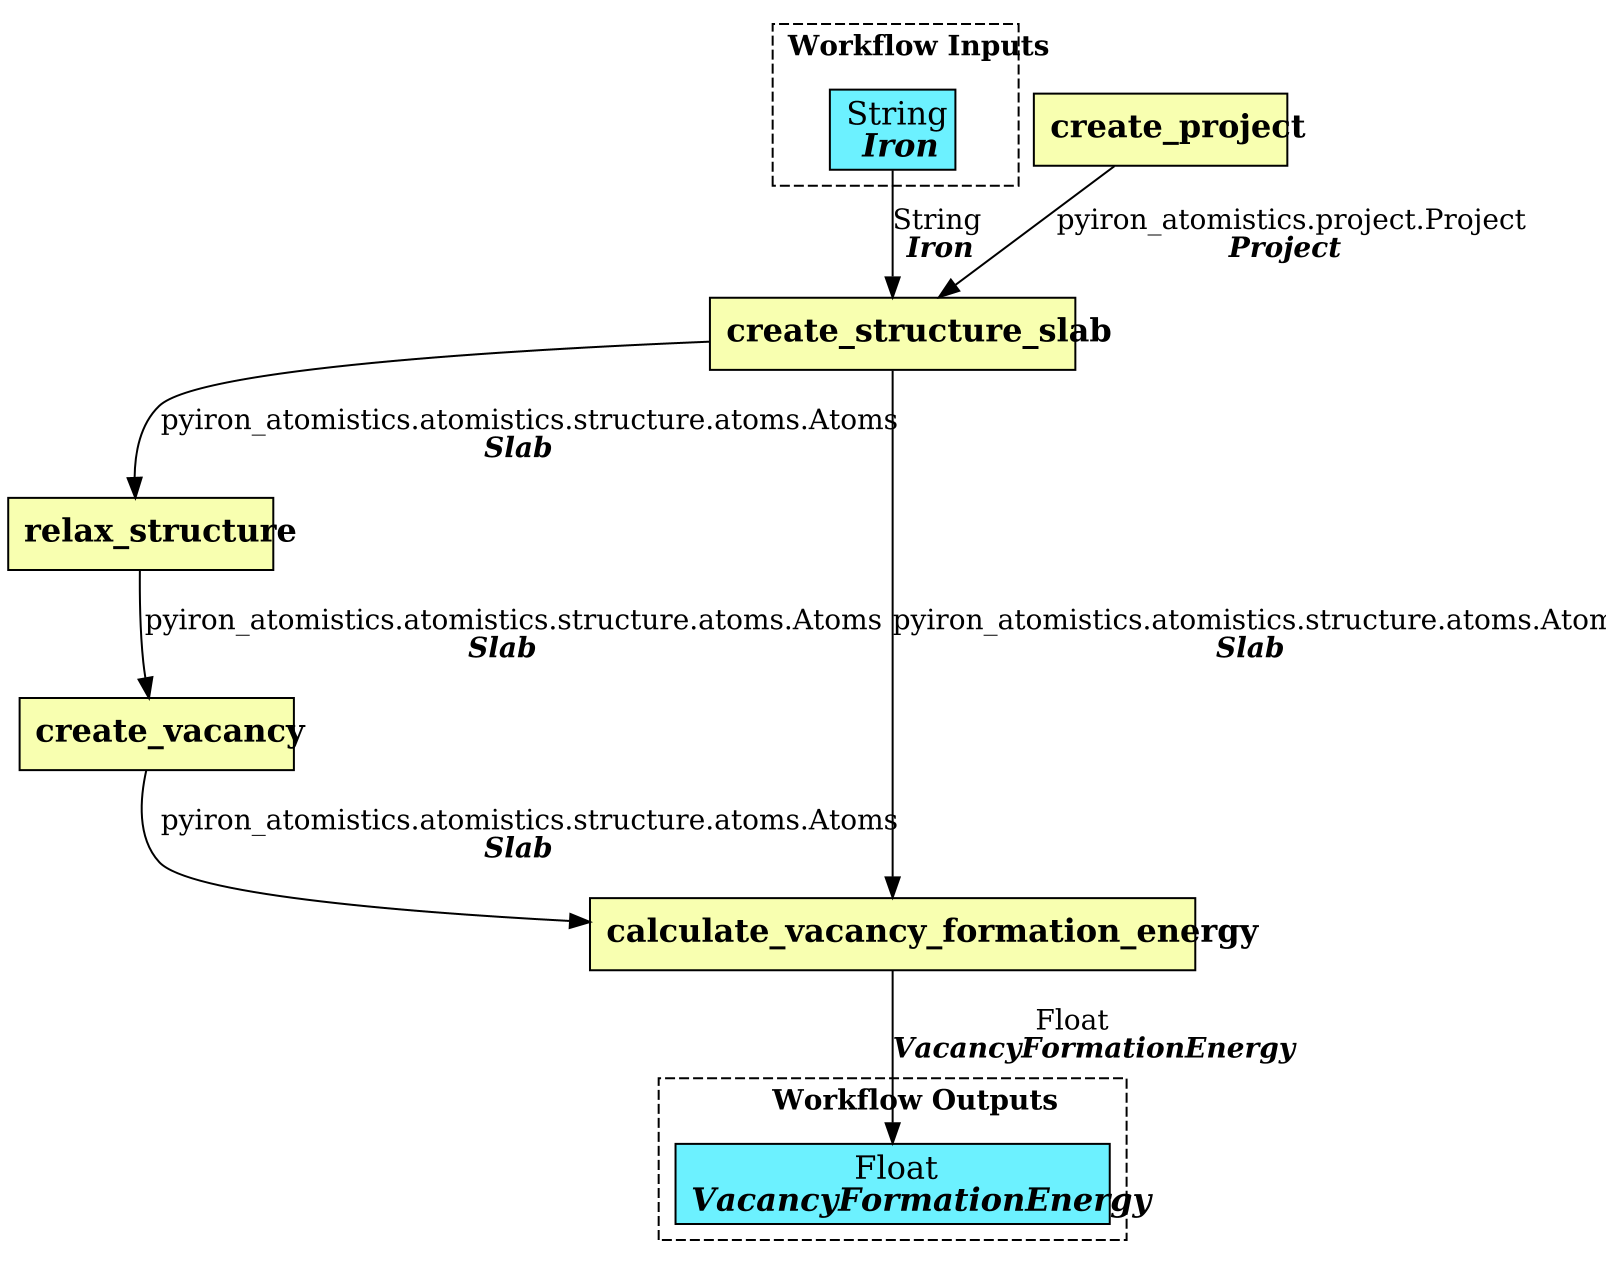 Workflow Inputs
String
Iron
create_project
String
Iron
pyiron_atomistics.project.Project
Project
create_structure_slab
pyiron_atomistics.atomistics.structure.atoms.Atoms
Slab
relax_structure
pyiron_atomistics.atomistics.structure.atoms.Atoms
Slab
pyiron_atomistics.atomistics.structure.atoms.Atom
Slab
create_vacancy
pyiron_atomistics.atomistics.structure.atoms.Atoms
Slab
calculate_vacancy_formation_energy
Float
VacancyFormationEnergy
Workflow Outputs
Float
VacancyFormationEnergy